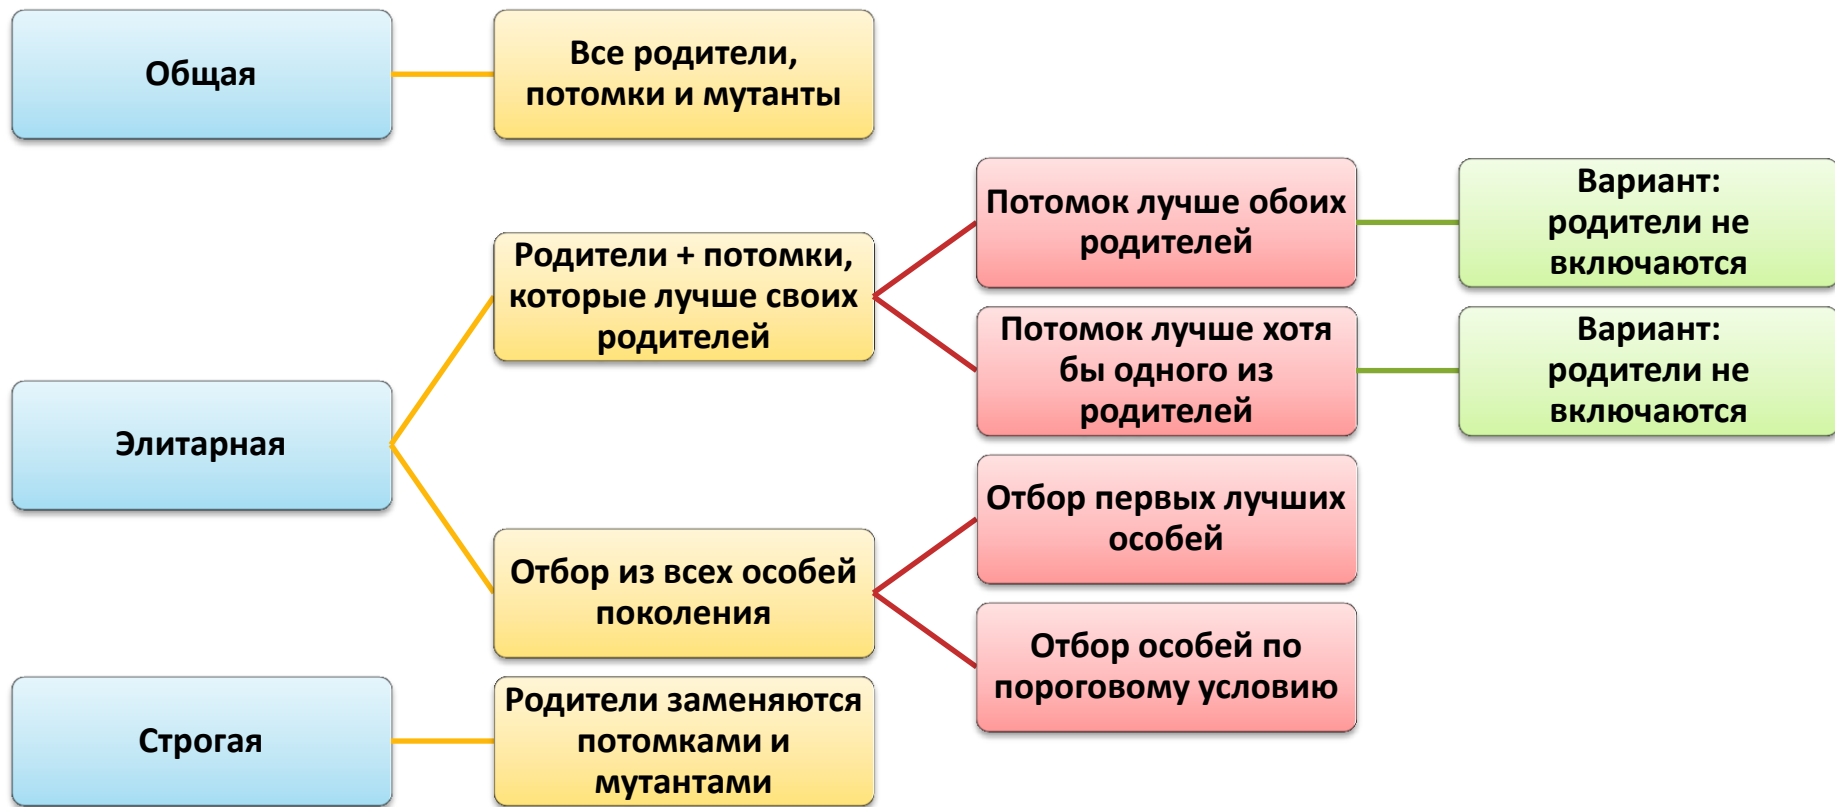 Общая
Все родители,
потомки и мутанты
Элитарная
Родители + потомки,
которые лучше своих
родителей
Потомок лучше обоих
родителей
Вариант:
родители не
включаются
Потомок лучше хотя
бы одного из
родителей
Вариант:
родители не
включаются
Отбор из всех особей
поколения
Отбор первых лучших
особей
Отбор особей по
пороговому условию
Строгая
Родители заменяются
потомками и
мутантами